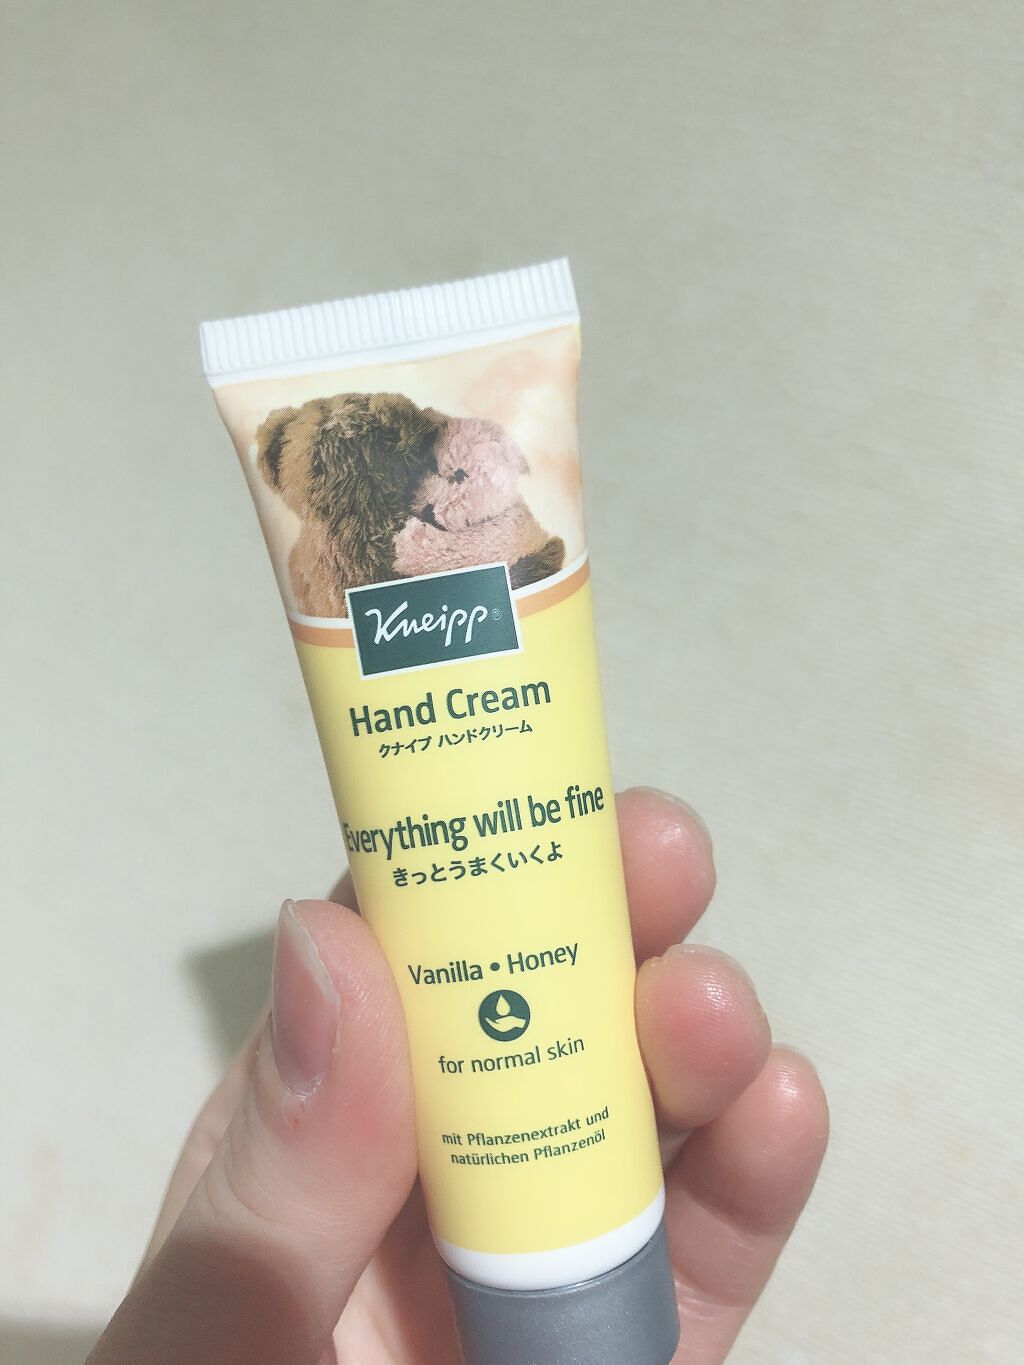 Kneipp®
Hand Cream
クナイプ ハンドクリーム
Everything will be fine
きっとうまくいくよ
Vanilla • Honey
for normal skin
mit Pflanzenextrakt und
natürlichen Pflanzenöl